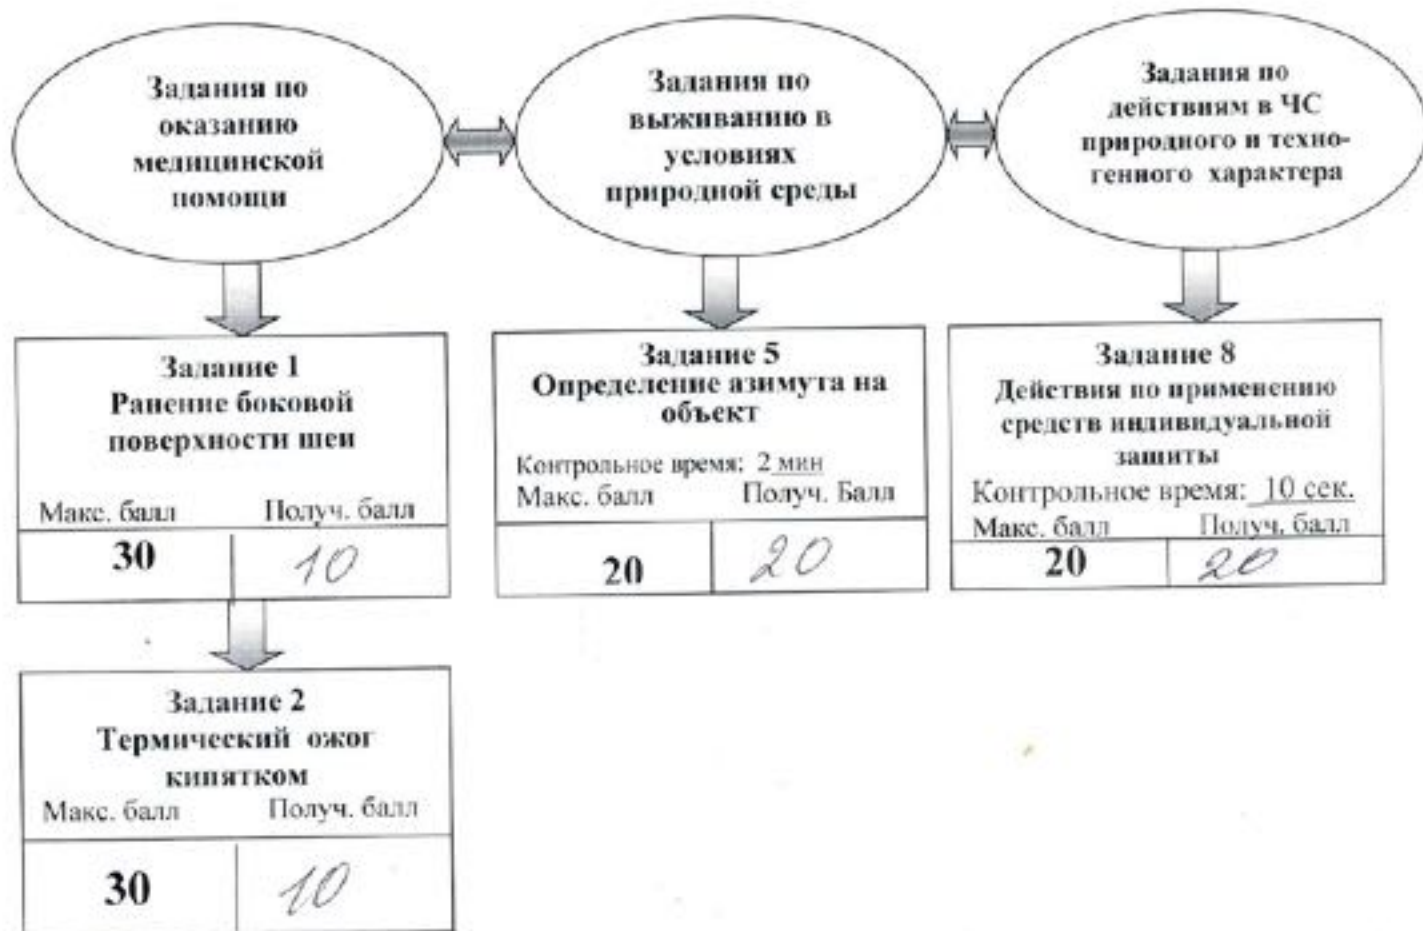 Задания по
оказанию
медицинской
помощи
Задания по
выживанию в
условиях
природной среды
Задания по
действиям в ЧС
природного и техно-
генного характера
Задание 1
Ранение боковой
поверхности шеи
Макс. балл Получ. балл
30 10
Задание 5
Определение азимута на
объект
Контрольное время: 2 мин
Макс. балл Получ. Балл
20 20
Задание 8
Действия по применению
средств индивидуальной
защиты
Контрольное время: 10 сек.
Макс. балл Получ. балл
20 20
Задание 2
Термический ожог
кипятком
Макс. балл Получ. балл
30 10